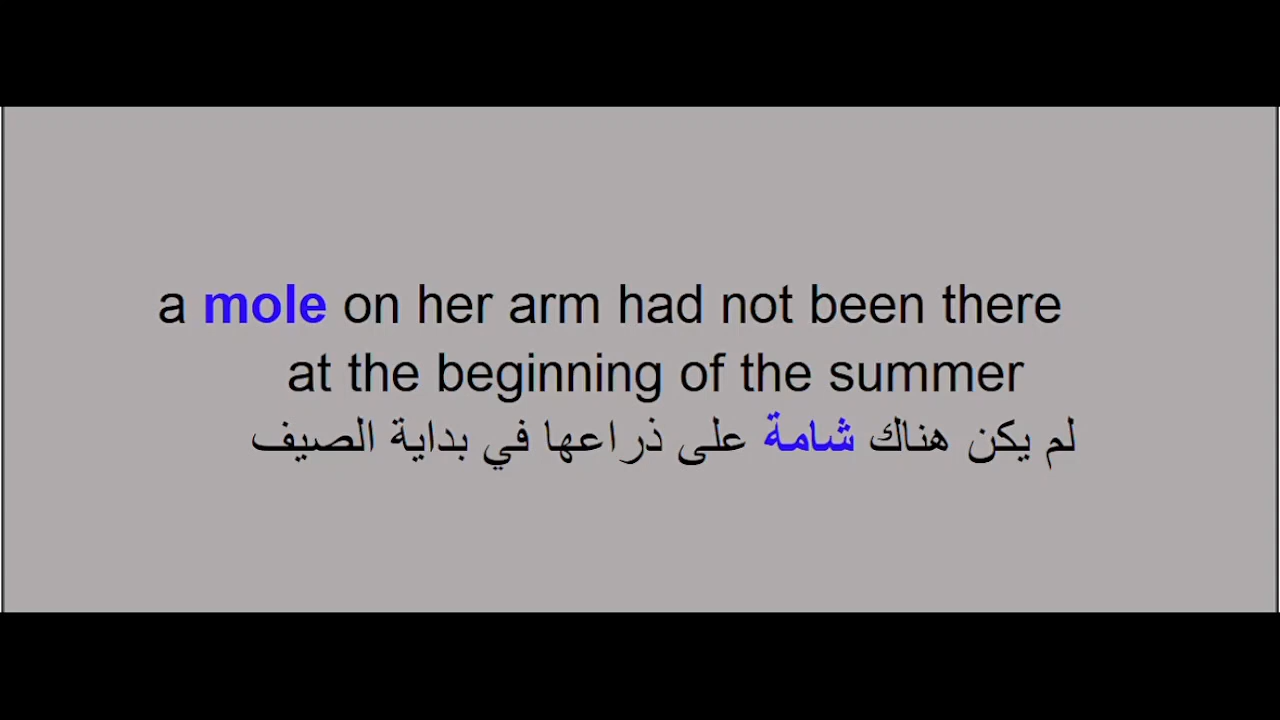 a mole on her arm had not been there
at the beginning of the summer
لم يكن هناك شامة على ذراعها في بداية الصيف